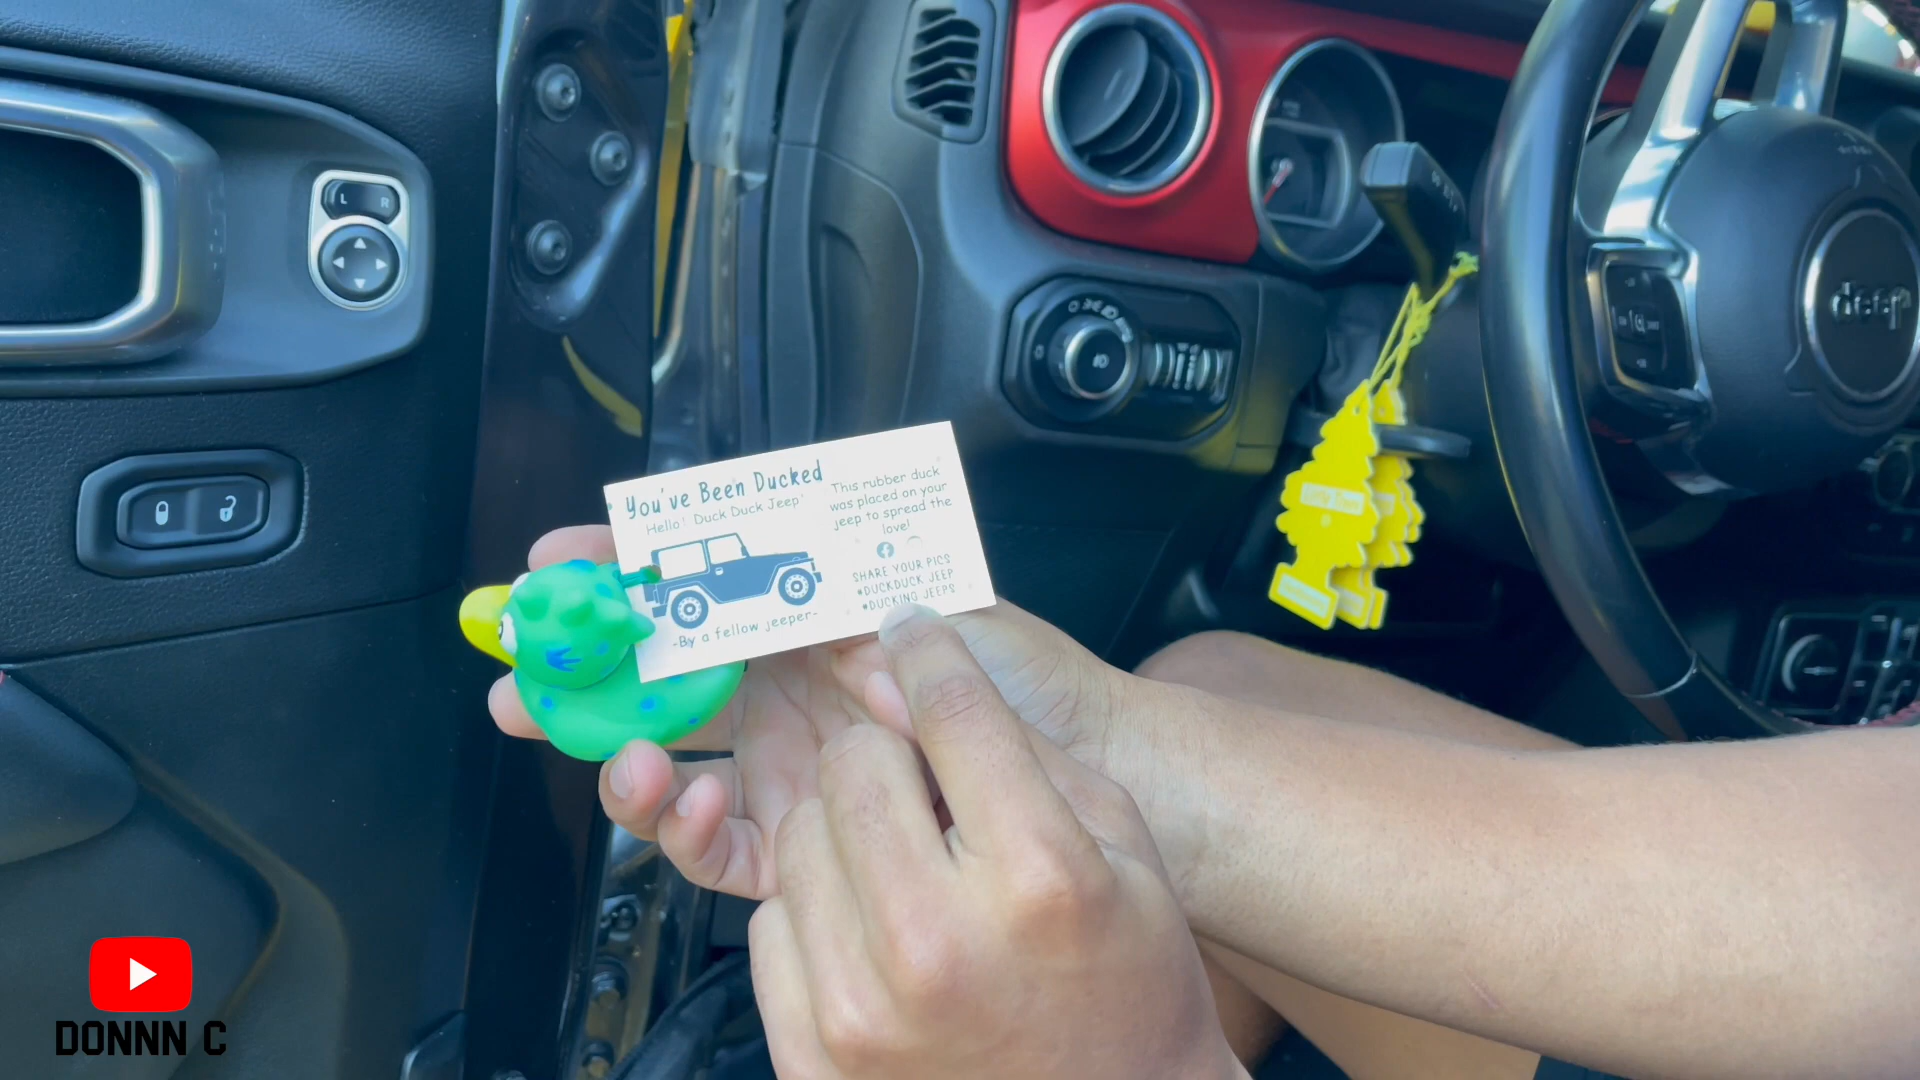 You've Been Ducked
Hello! Duck Duck Jeep'
-By a fellow jeeper-
This rubber duck
was placed on your
jeep to spread the
love!
SHARE YOUR PICS
•DUCKDUCK JEEP
•DUCKING JEEPS
L R
Jeep
DONNN C